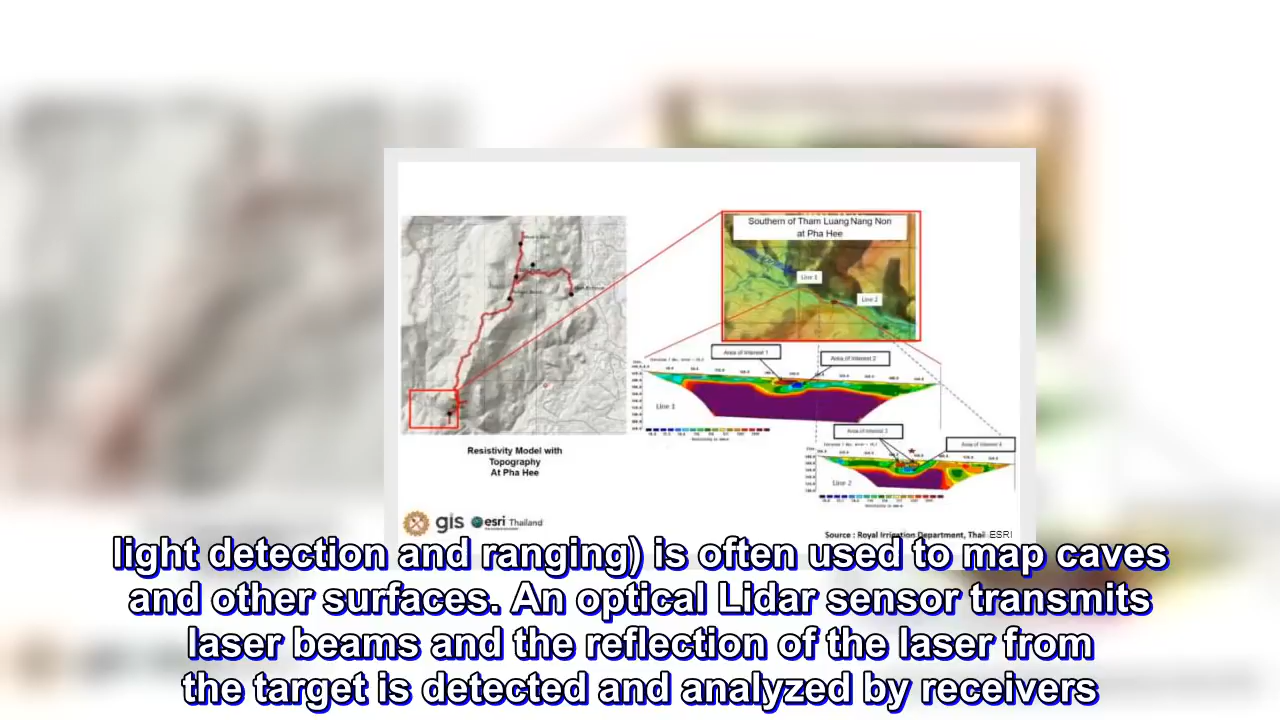 Southern of Tham Luang Nang Non
at Pha Hee
Line 1
Line 2
Area of Interest 1
Area of Interest 2
Line 1
Area of Interest 3
Area of Interest 4
Line 2
Resistivity Model with
Topography
At Pha Hee
gis
esri Thailand
Source : Royal Irrigation Department, Thai
ESRI
light detection and ranging) is often used to map caves
and other surfaces. An optical Lidar sensor transmits
laser beams and the reflection of the laser from
the target is detected and analyzed by receivers